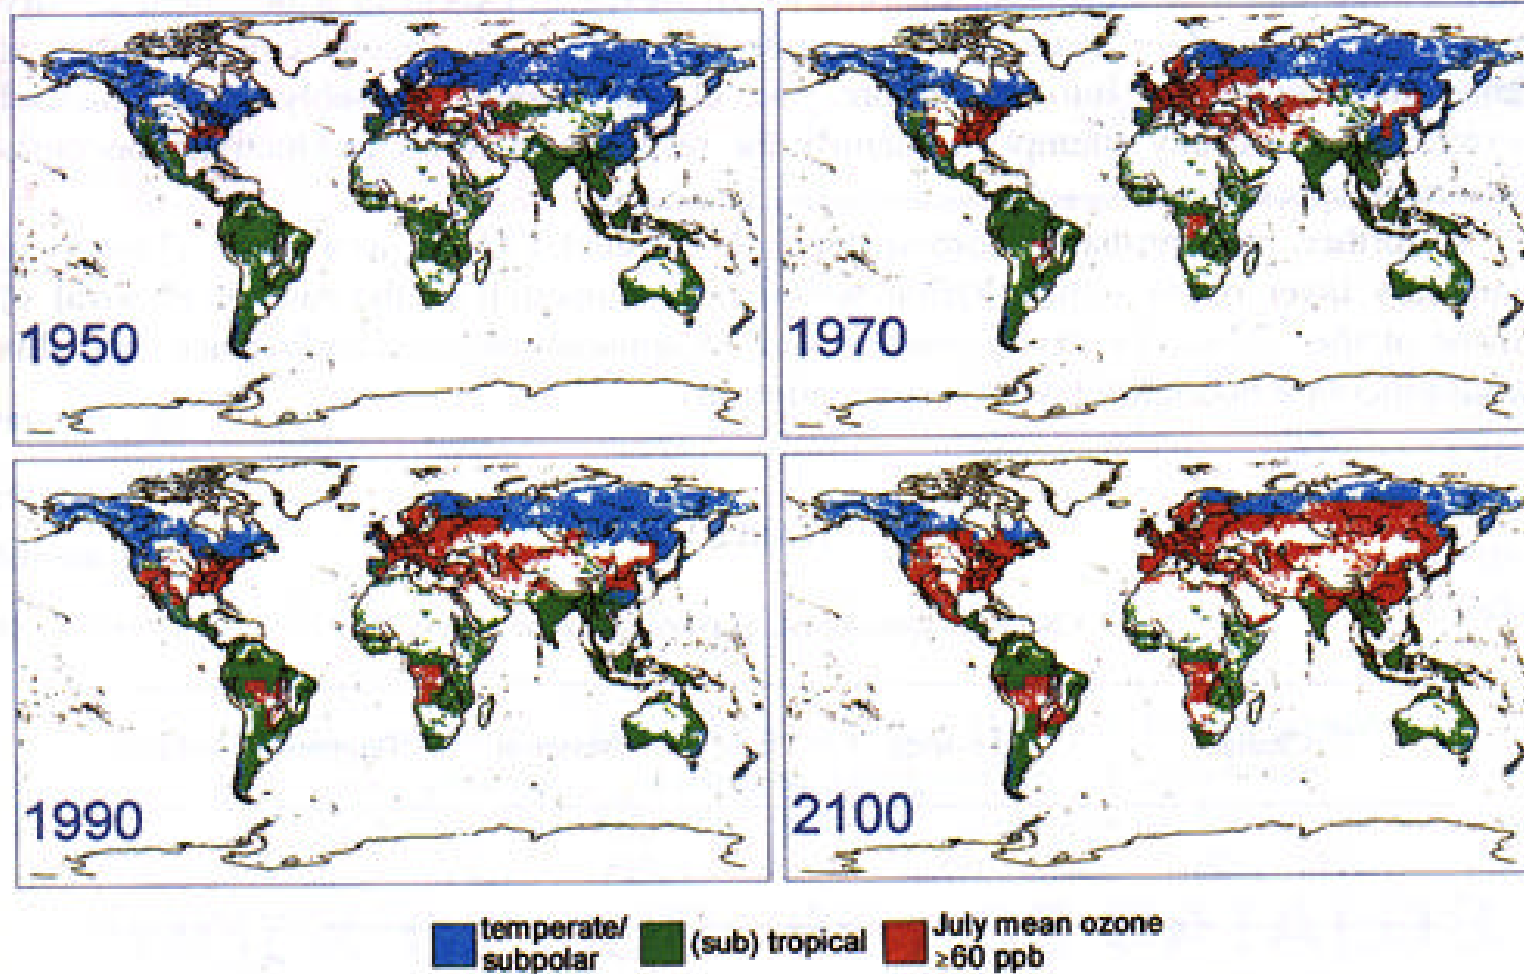 1950
1970
1990
2100
temperate/
subpolar
(sub) tropical
July mean ozone
≥60 ppb